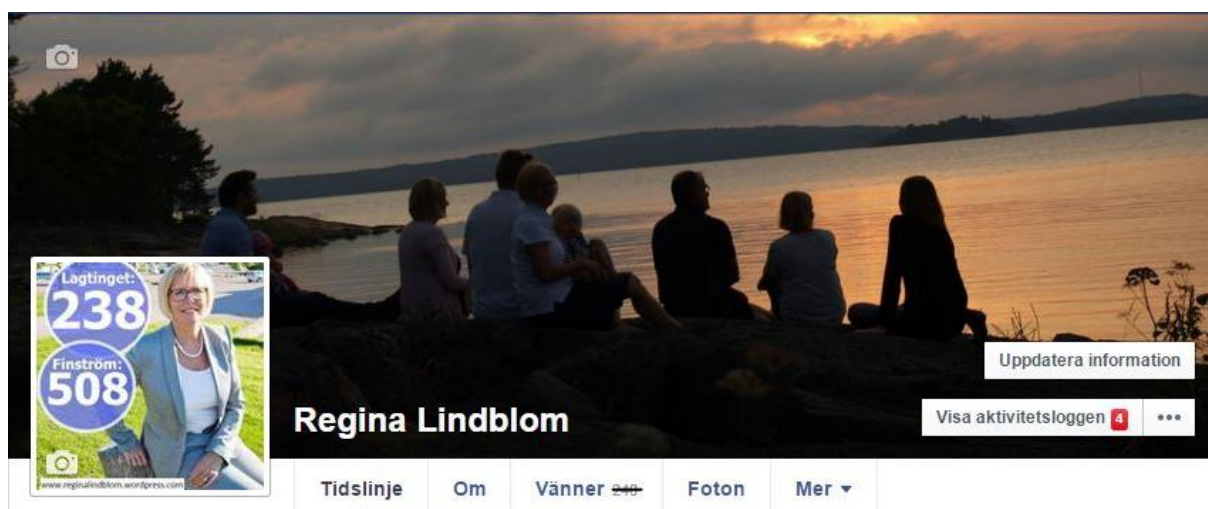 Lagtinget:
238
Finström:
508
www.reginalindblom.wordpress.com
Regina Lindblom
Uppdatera information
Visa aktivitetsloggen 4
Tidslinje Om Vänner 248 Foton Mer